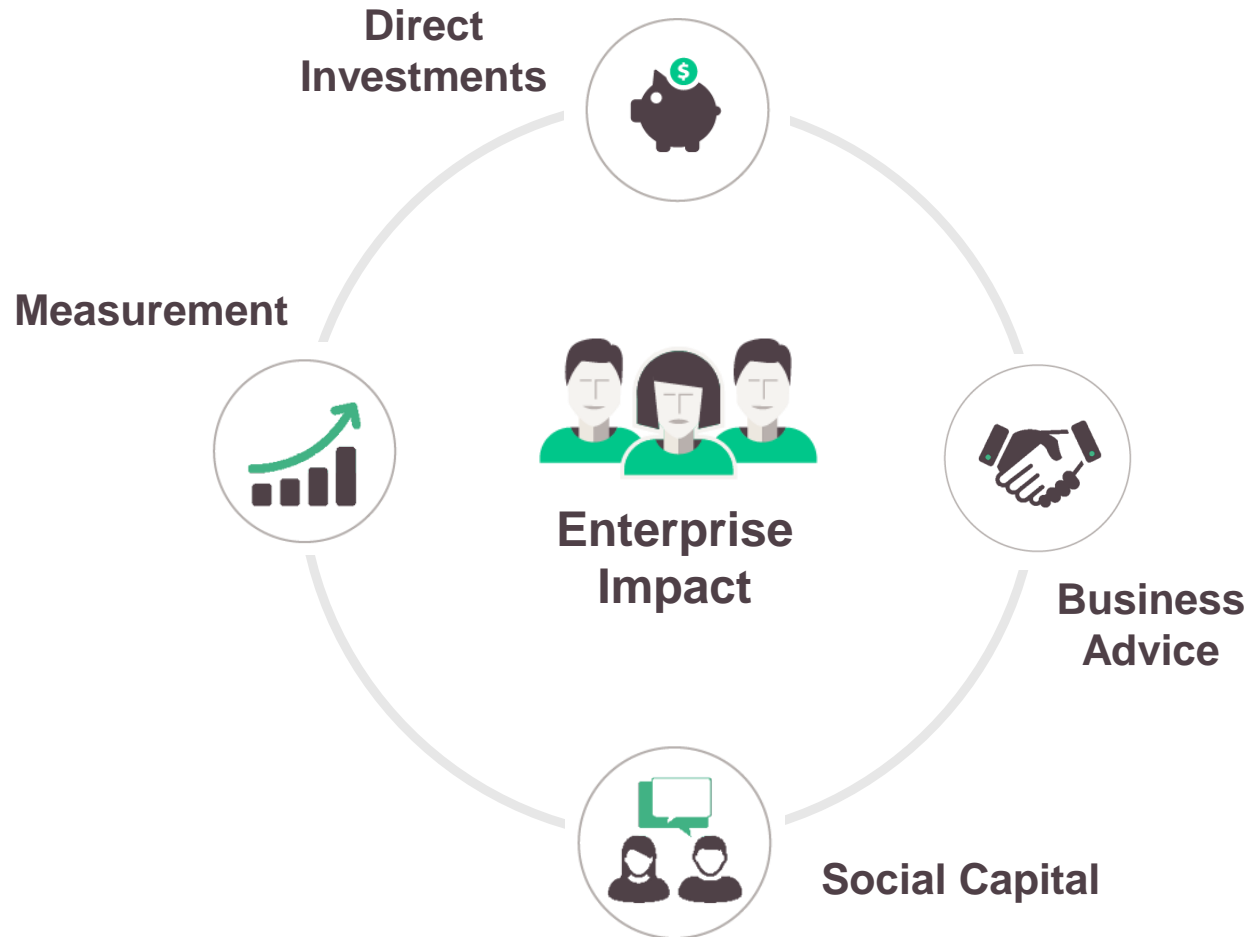 Direct
Investments
$
Measurement
Enterprise
Impact
Business
Advice
Social Capital